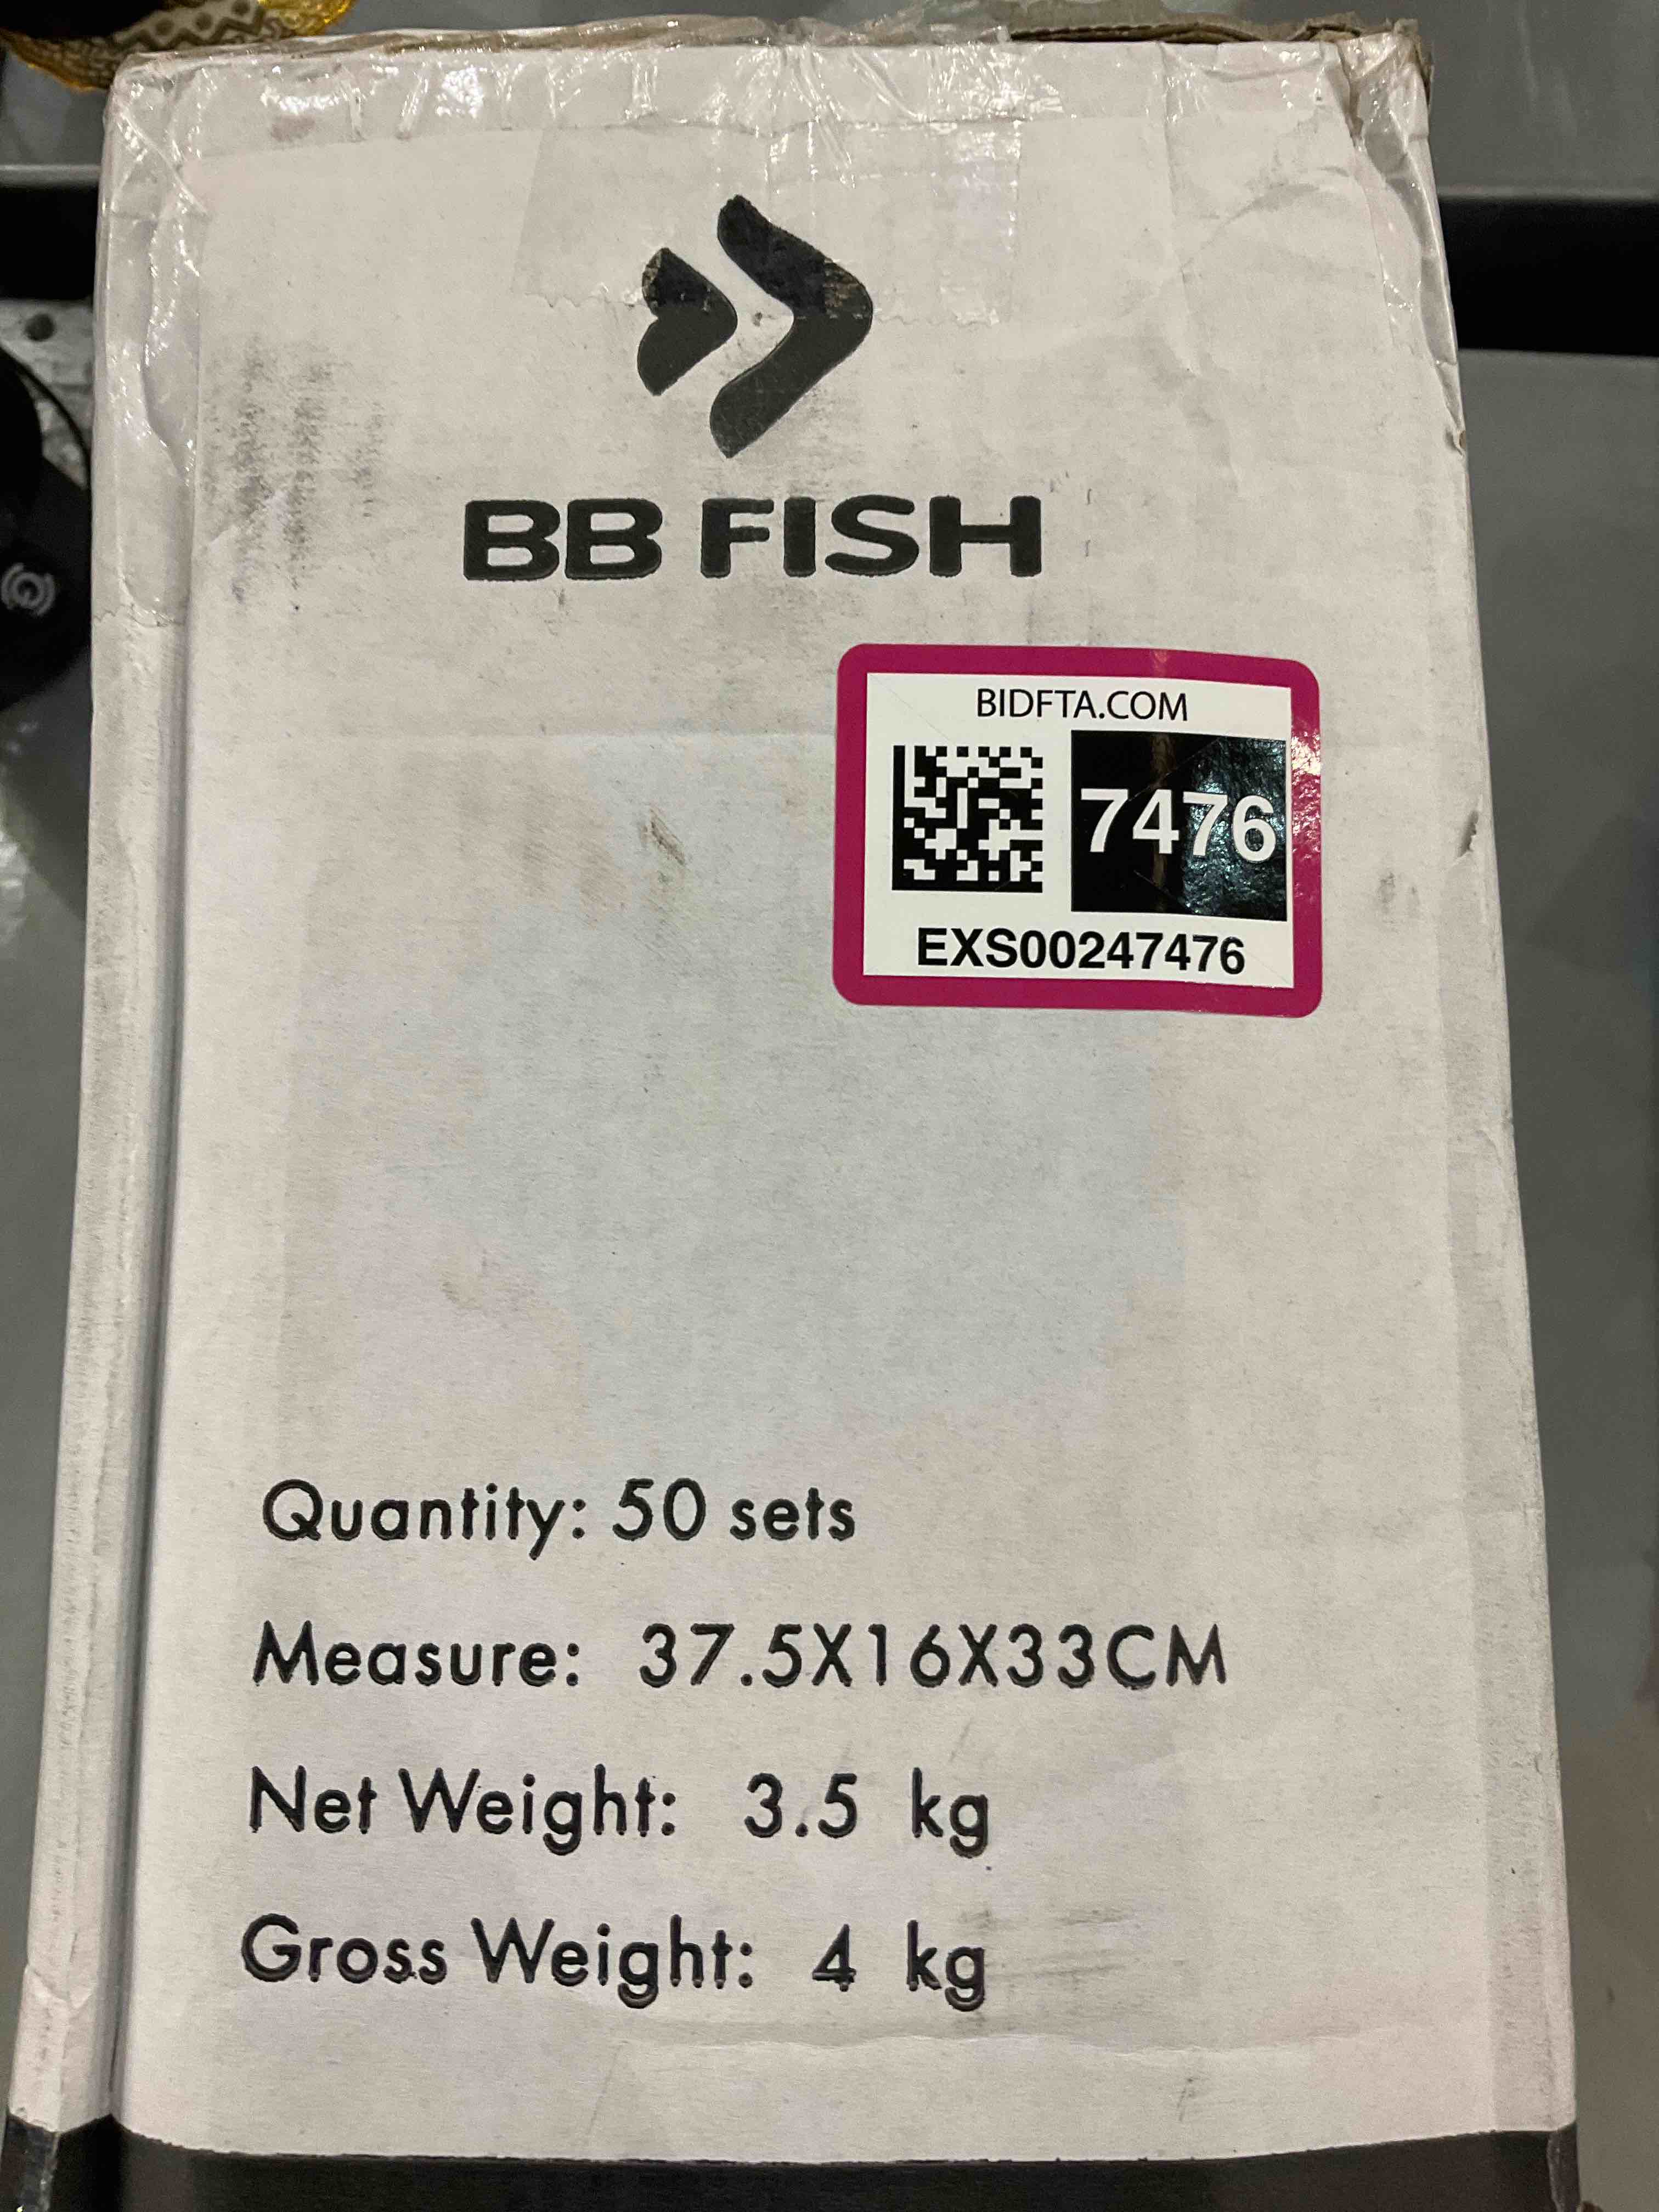 BB FISH
BIDFTA.COM
7476
EXS00247476
Quantity: 50 sets
Measure: 37.5X16X33CM
Net Weight: 3.5 kg
Gross Weight: 4 kg